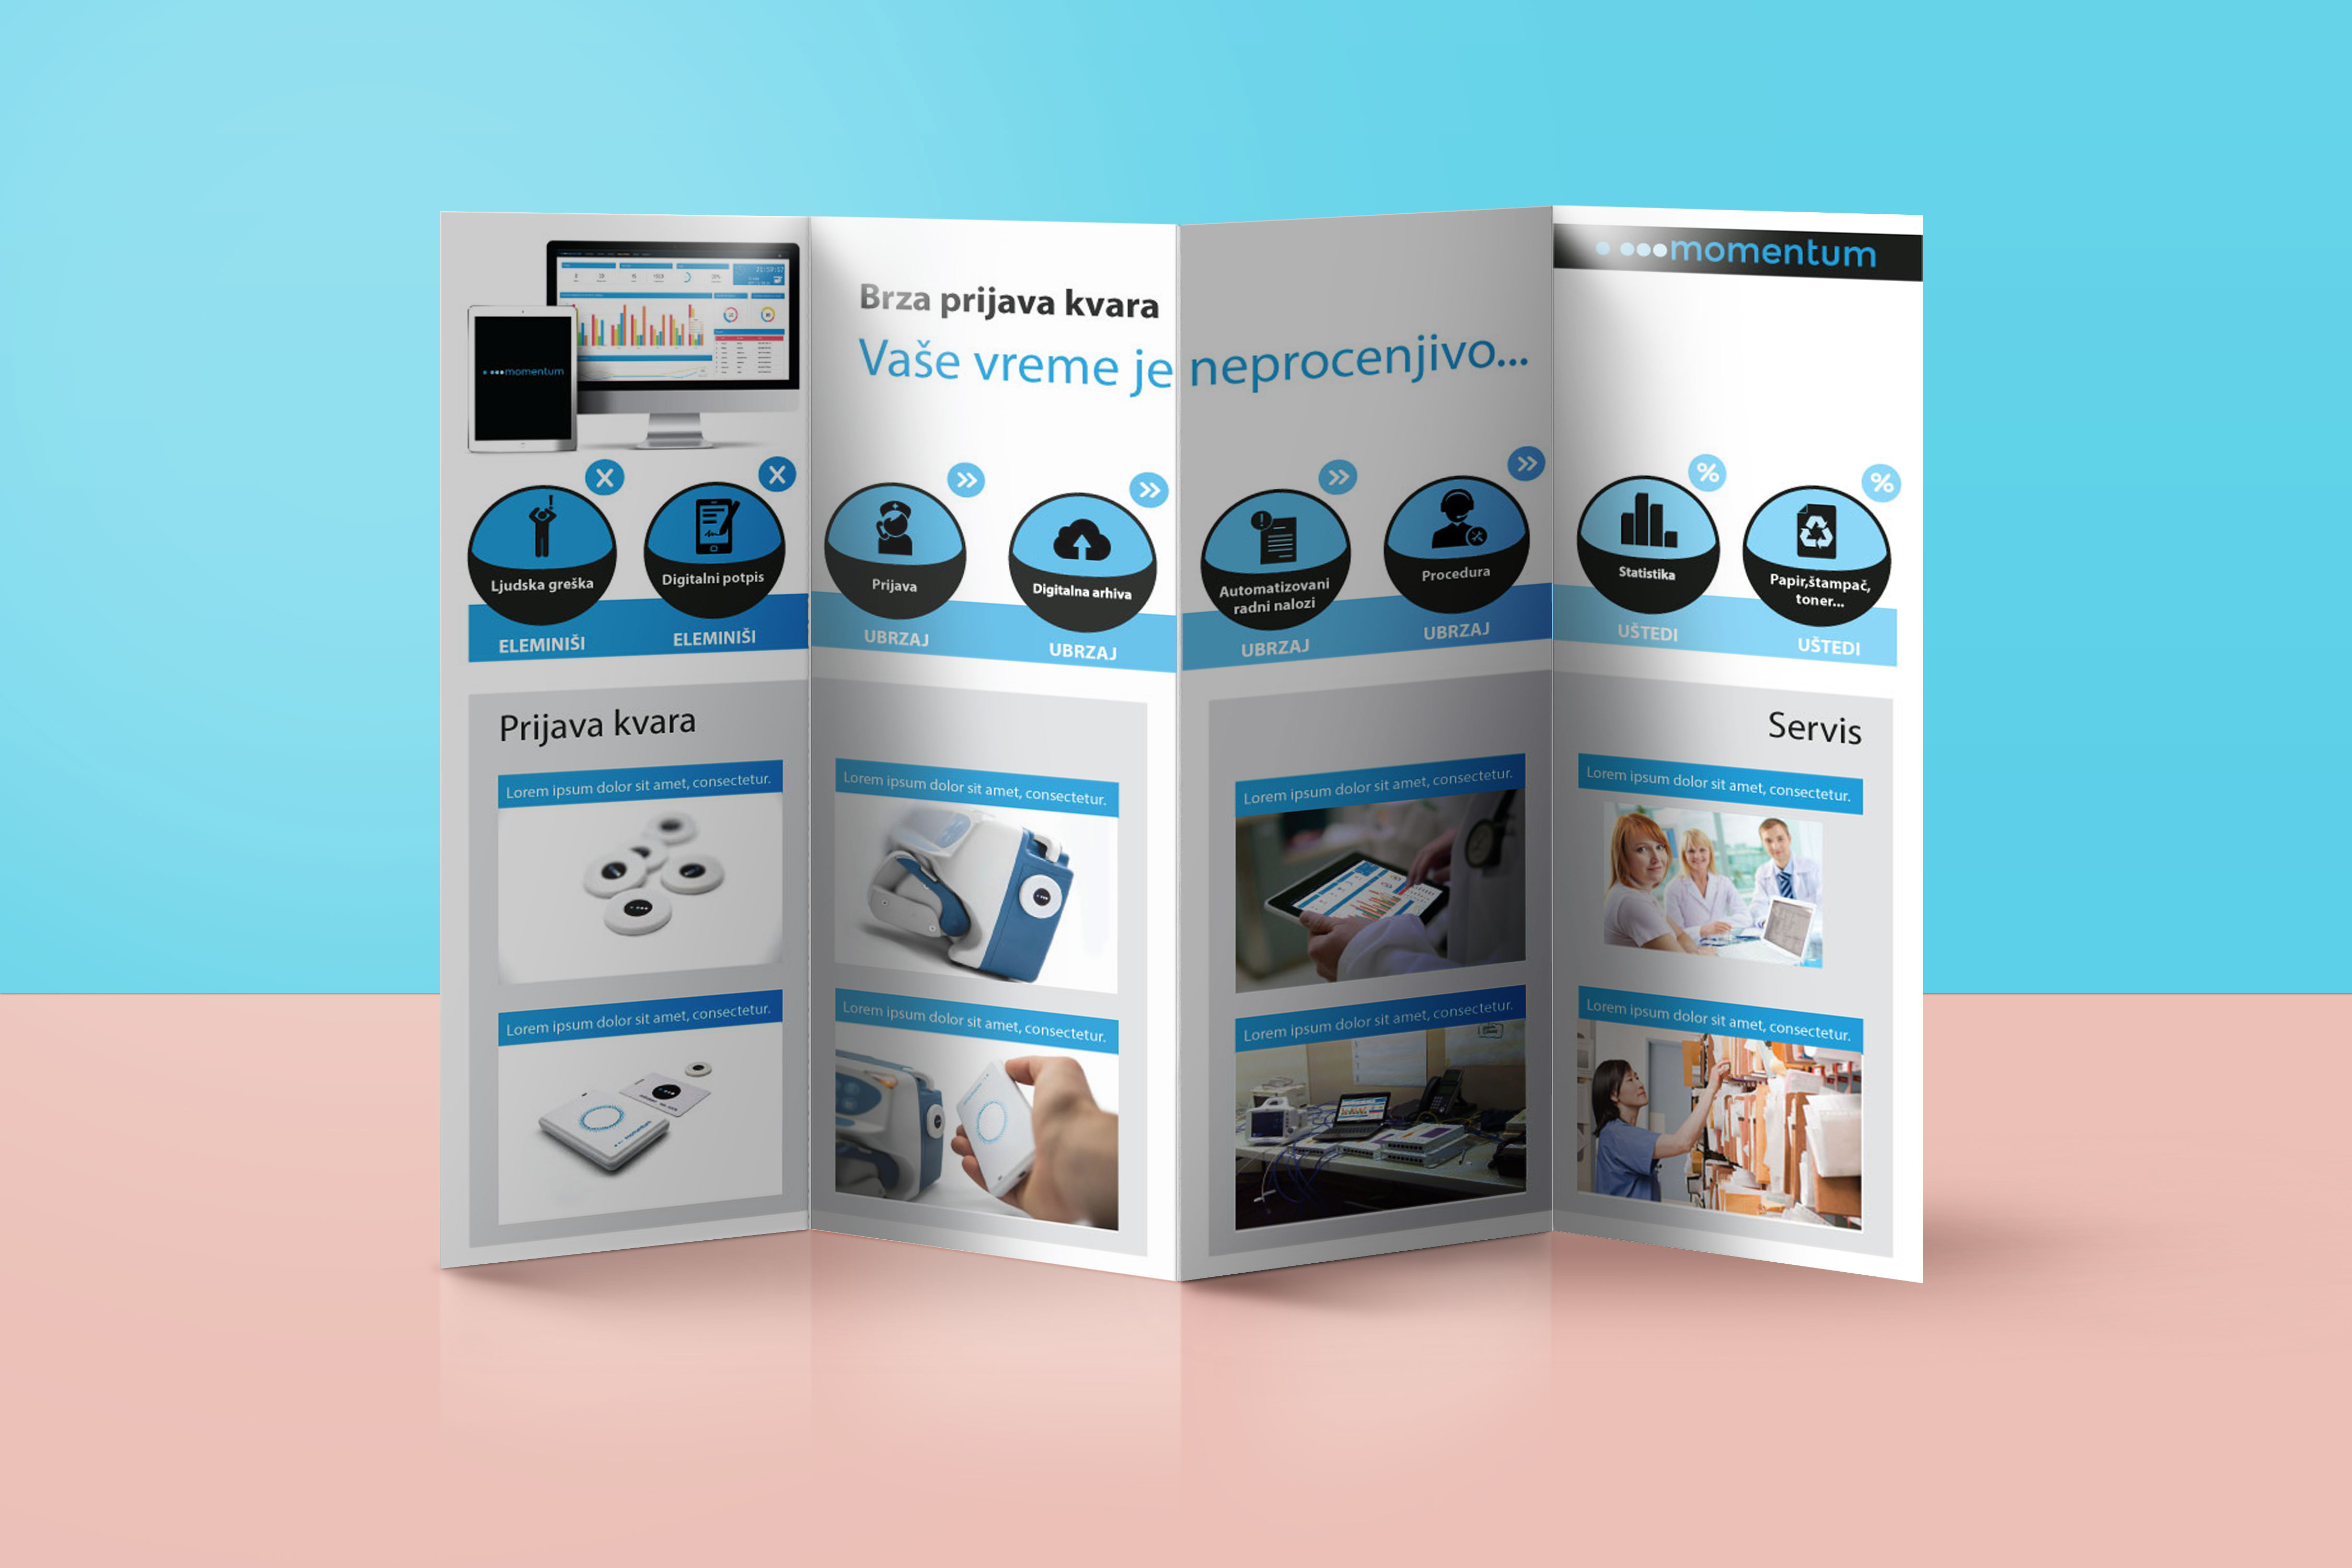 momentum
momentum
Brza prijava kvara
Vaše vreme je neprocenjivo...
Ljudska greška
Digitalni potpis
Prijava
Digitalna arhiva
Automatizovani
radni nalozi
Procedura
Statistika
Papir,štampač,
toner...
ELEMINIŠI
ELEMINIŠI
UBRZAJ
UBRZAJ
UBRZAJ
UBRZAJ
UŠTEDI
UŠTEDI
Prijava kvara
Servis
Lorem ipsum dolor sit amet, consectetur.
Lorem ipsum dolor sit amet, consectetur.
Lorem ipsum dolor sit amet, consectetur.
Lorem ipsum dolor sit amet, consectetur.
Lorem ipsum dolor sit amet, consectetur.
Lorem ipsum dolor sit amet, consectetur.
Lorem ipsum dolor sit amet, consectetur.
Lorem ipsum dolor sit amet, consectetur.
momentum